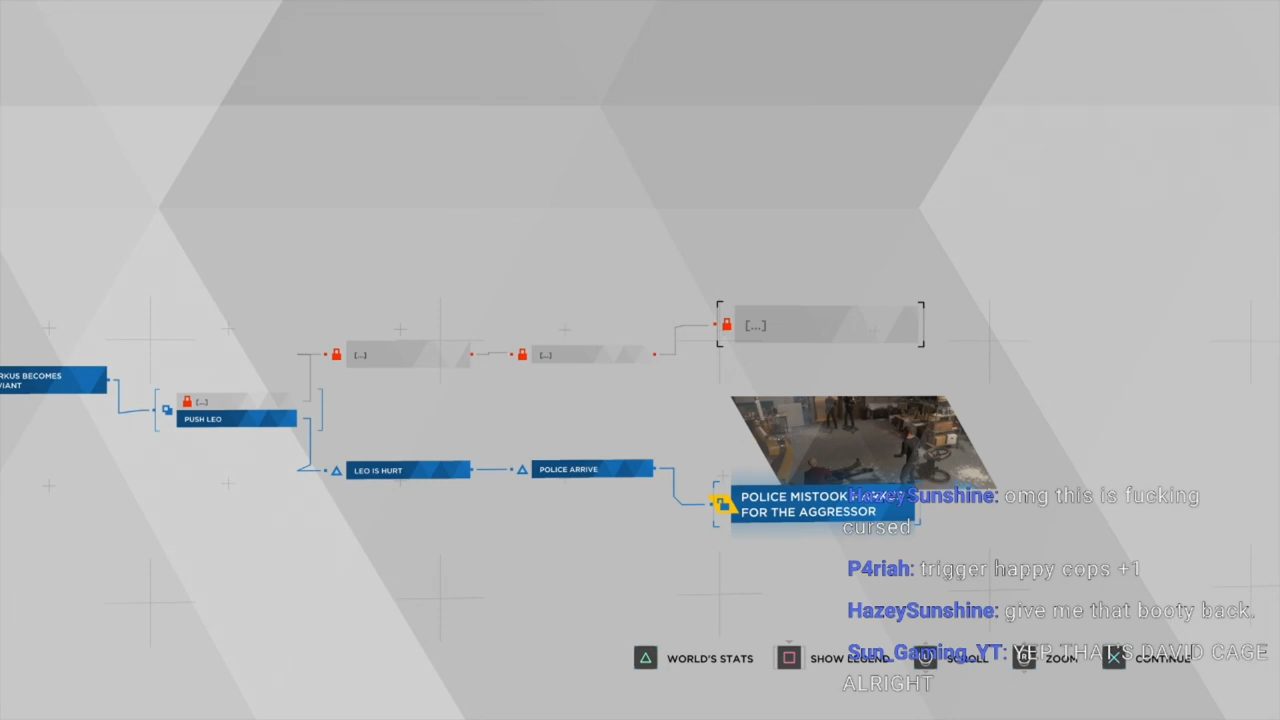 RKUS BECOMES
VIANT
[...]
PUSH LEO
[...]
[...]
[...]
LEO IS HURT
POLICE ARRIVE
POLICE MISTOOK
FOR THE AGGRESSOR
HazeySunshine: omg this is fucking
cursed
P4riah: trigger happy cops +1
HazeySunshine: give me that booty back.
Sun_Gaming_YT: YEP THAT'S DAVID CAGE
ALRIGHT
WORLD'S STATS
SHOW LEGEND
SCROLL
R
ZOOM
CONTINUE